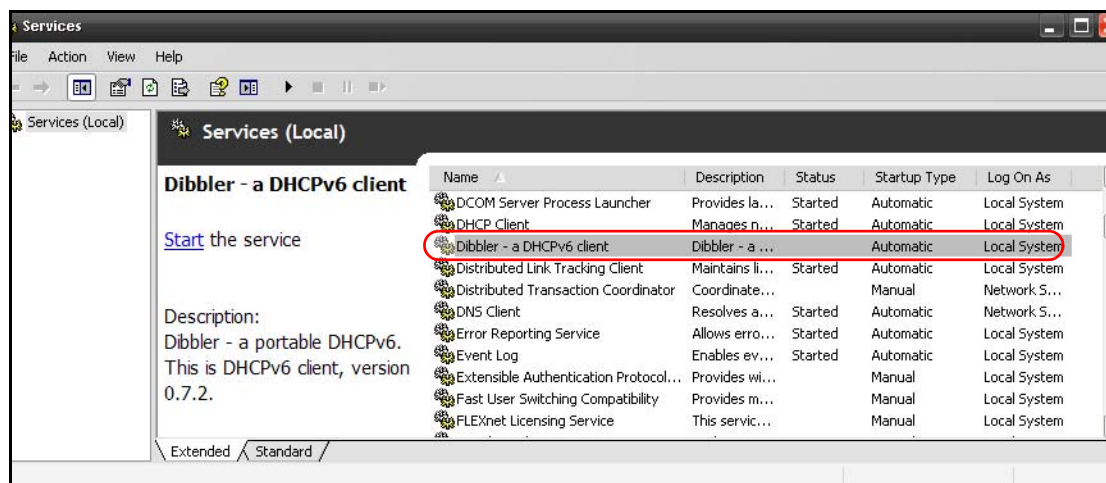 Services
File Action View Help
Services (Local)
Services (Local)
Dibbler - a DHCPv6 client
Start the service
Description:
Dibbler - a portable DHCPv6.
This is DHCPv6 client, version
0.7.2.
Name Description Status Startup Type Log On As
DCOM Server Process Launcher Provides la... Started Automatic Local System
DHCP Client Manages n... Started Automatic Local System
Dibbler - a DHCPv6 client Dibbler - a ... Automatic Local System
Distributed Link Tracking Client Maintains li... Started Automatic Local System
Distributed Transaction Coordinator Coordinate... Manual Network S...
DNS Client Resolves a... Started Automatic Network S...
Error Reporting Service Allows erro... Started Automatic Local System
Event Log Enables ev... Started Automatic Local System
Extensible Authentication Protocol... Provides wi... Manual Local System
Fast User Switching Compatibility Provides m... Manual Local System
FLEXnet Licensing Service This servic... Manual Local System
Extended Standard